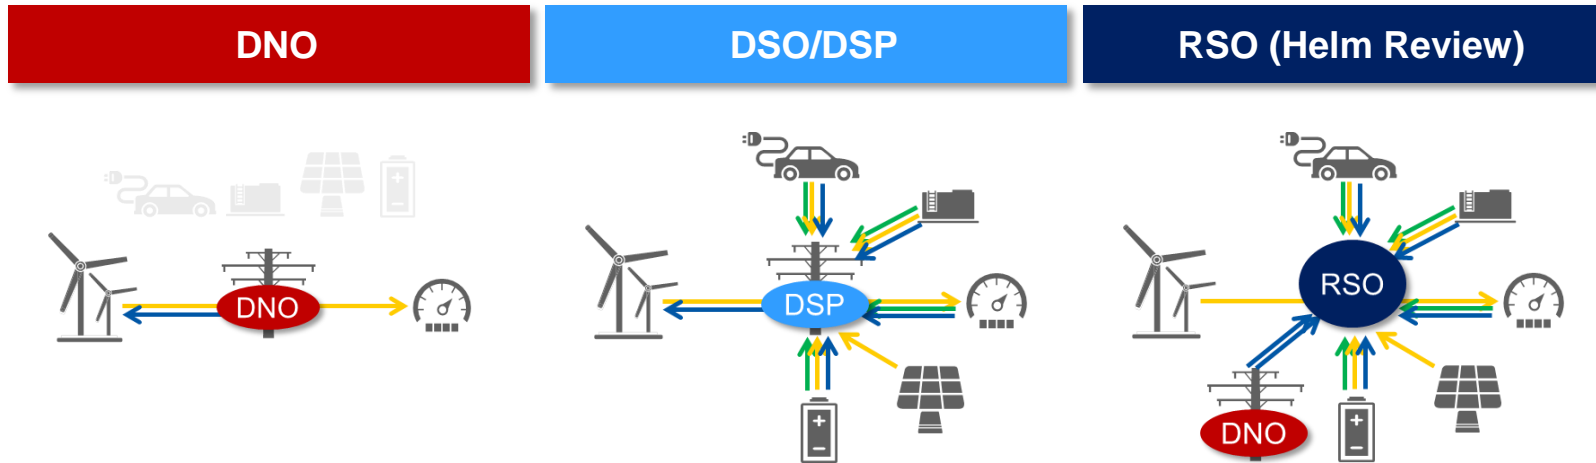 DNO
DSO/DSP
RSO (Helm Review)
DNO
DSP
RSO
DNO